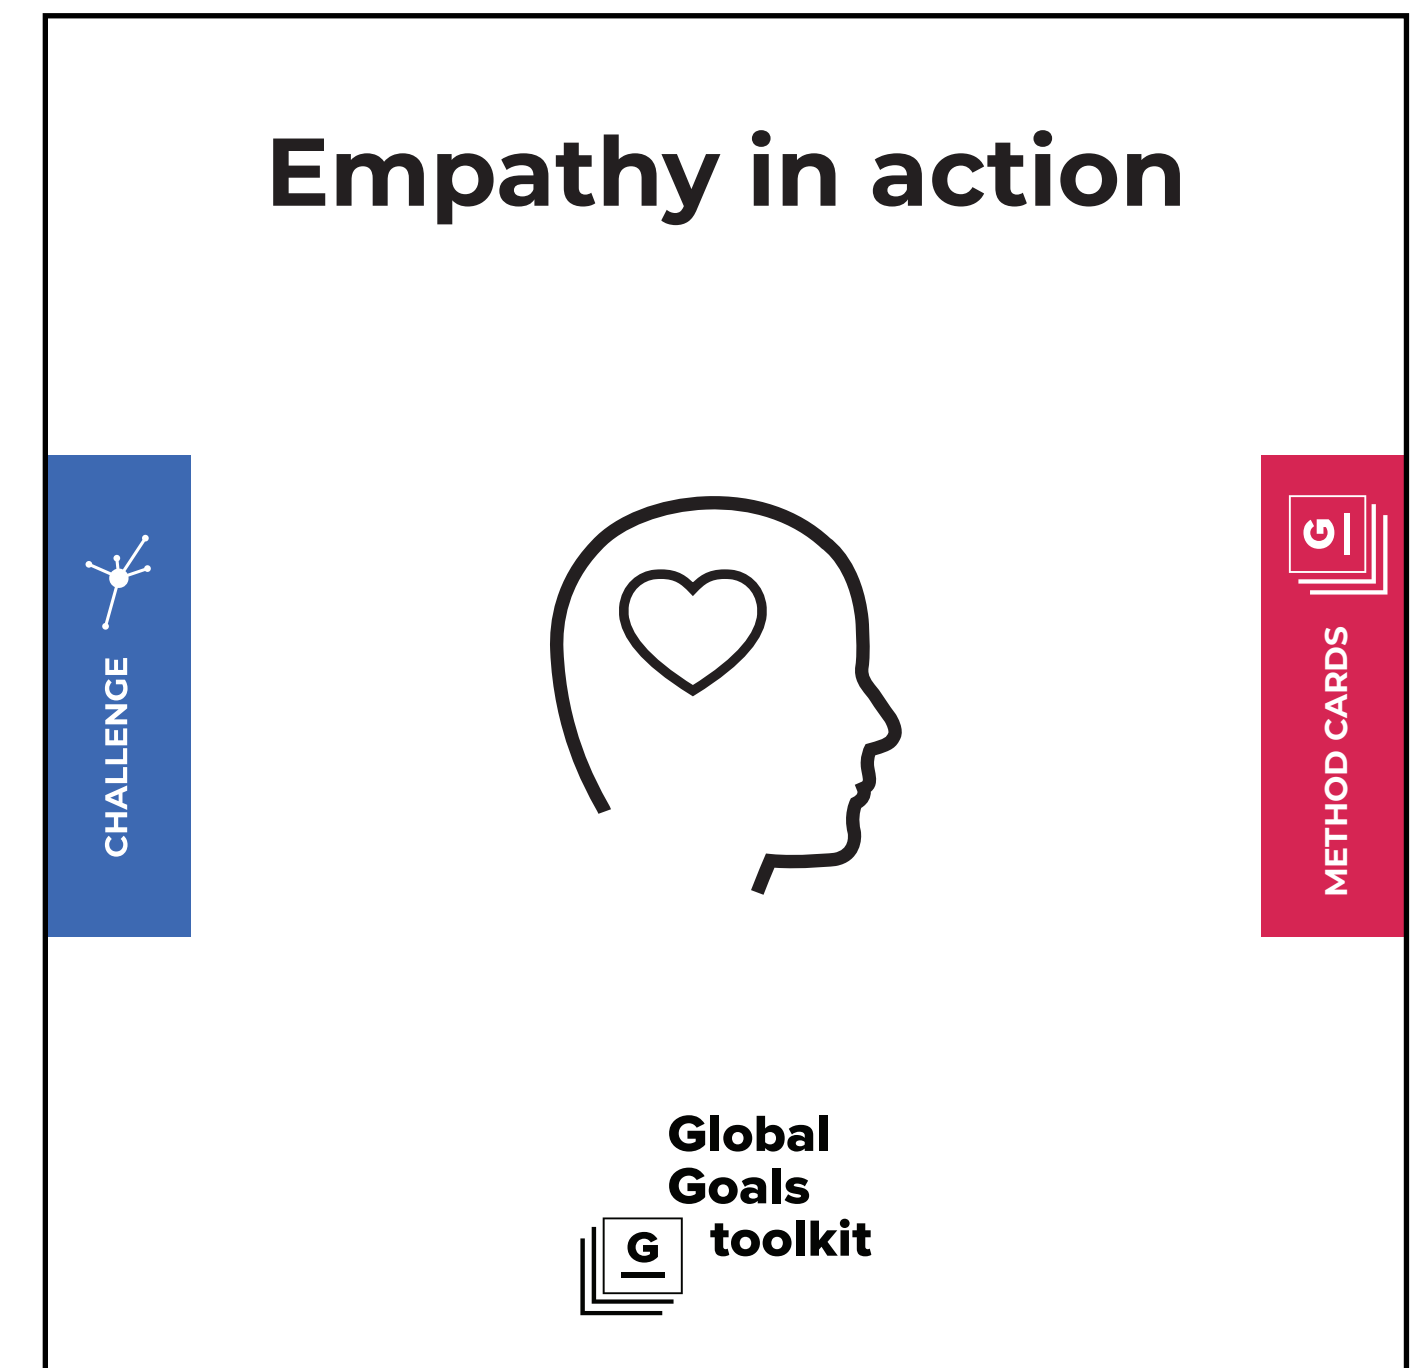 Empathy in action
CHALLENGE
G
METHOD CARDS
Global
Goals
toolkit
G